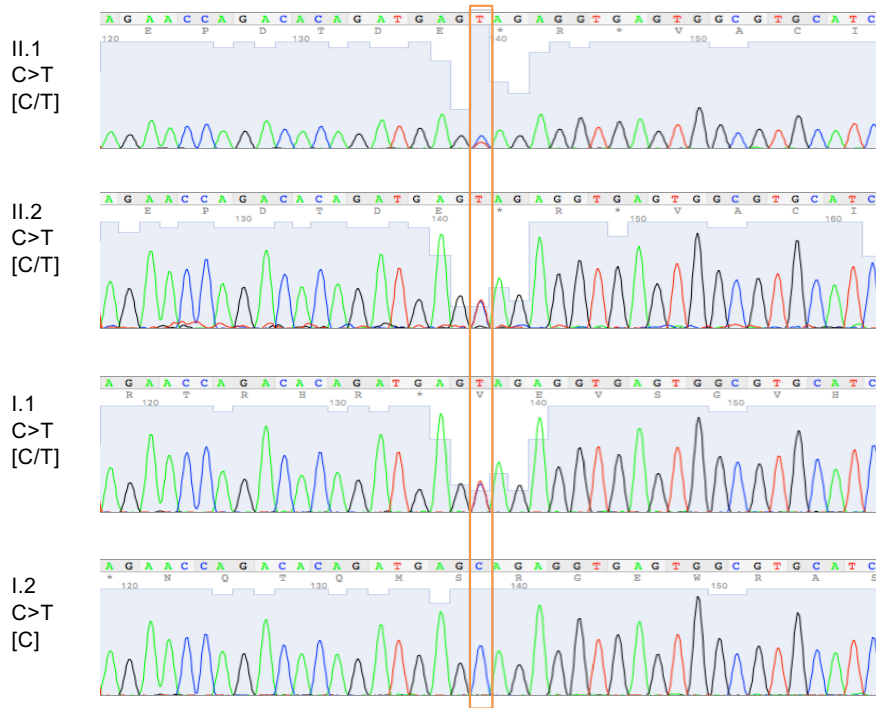 A G A A C C A G A C A C A G A T G A G T A G A G G T G A G T G G C G T G C A T C
E P D T D E * R * V A C I
120 130 140 150
II.1
C>T
[C/T]
A G A A C C A G A C A C A G A T G A G T A G A G G T G A G T G G C G T G C A T C
E P D T D E * R * V A C I
130 140 150 160
II.2
C>T
[C/T]
A G A A C C A G A C A C A G A T G A G T A G A G G T G A G T G G C G T G C A T C
R T R H R * V E V S G V H
120 130 140 150
I.1
C>T
[C/T]
A G A A C C A G A C A C A G A T G A G C A G A G G T G A G T G G C G T G C A T C
* N Q T Q M S R G E W R A S
120 130 140 150
I.2
C>T
[C]